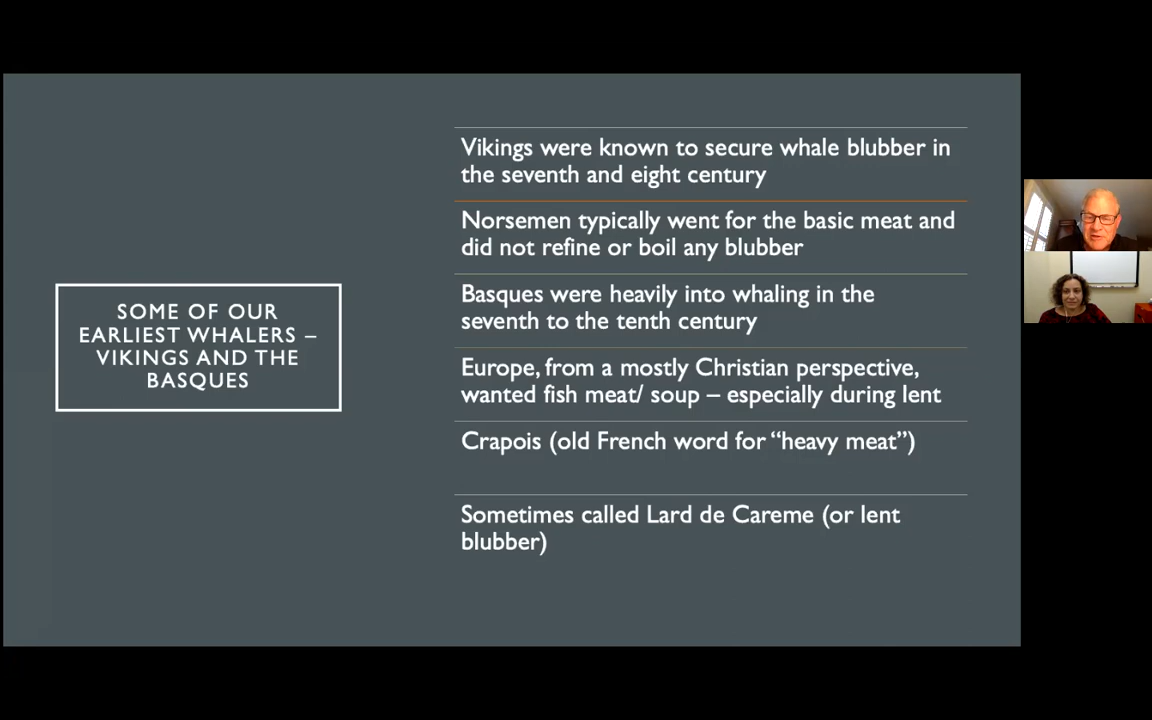 SOME OF OUR
EARLIEST WHALERS –
VIKINGS AND THE
BASQUES
Vikings were known to secure whale blubber in
the seventh and eight century
Norsemen typically went for the basic meat and
did not refine or boil any blubber
Basques were heavily into whaling in the
seventh to the tenth century
Europe, from a mostly Christian perspective,
wanted fish meat/ soup – especially during lent
Crapois (old French word for “heavy meat”)
Sometimes called Lard de Careme (or lent
blubber)